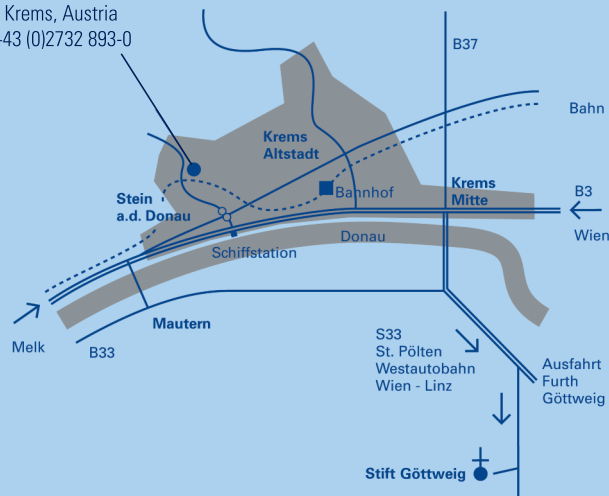 Krems, Austria
43 (0)2732 893-0
B37
Bahn
Krems
Altstadt
Bahnhof
Krems
Mitte
B3
Wien
Stein
a.d. Donau
Donau
Schiffstation
Mautern
Melk
B33
S33
St. Pölten
Westautobahn
Wien - Linz
Ausfahrt
Furth
Göttweig
Stift Göttweig